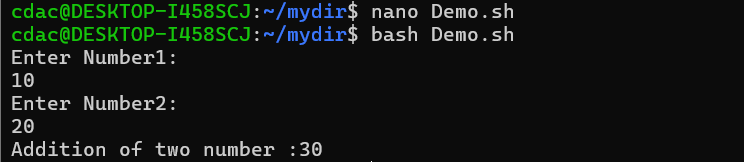 cdac@DESKTOP-I458SCJ:~/mydir$ nano Demo.sh
cdac@DESKTOP-I458SCJ:~/mydir$ bash Demo.sh
Enter Number1:
10
Enter Number2:
20
Addition of two number :30